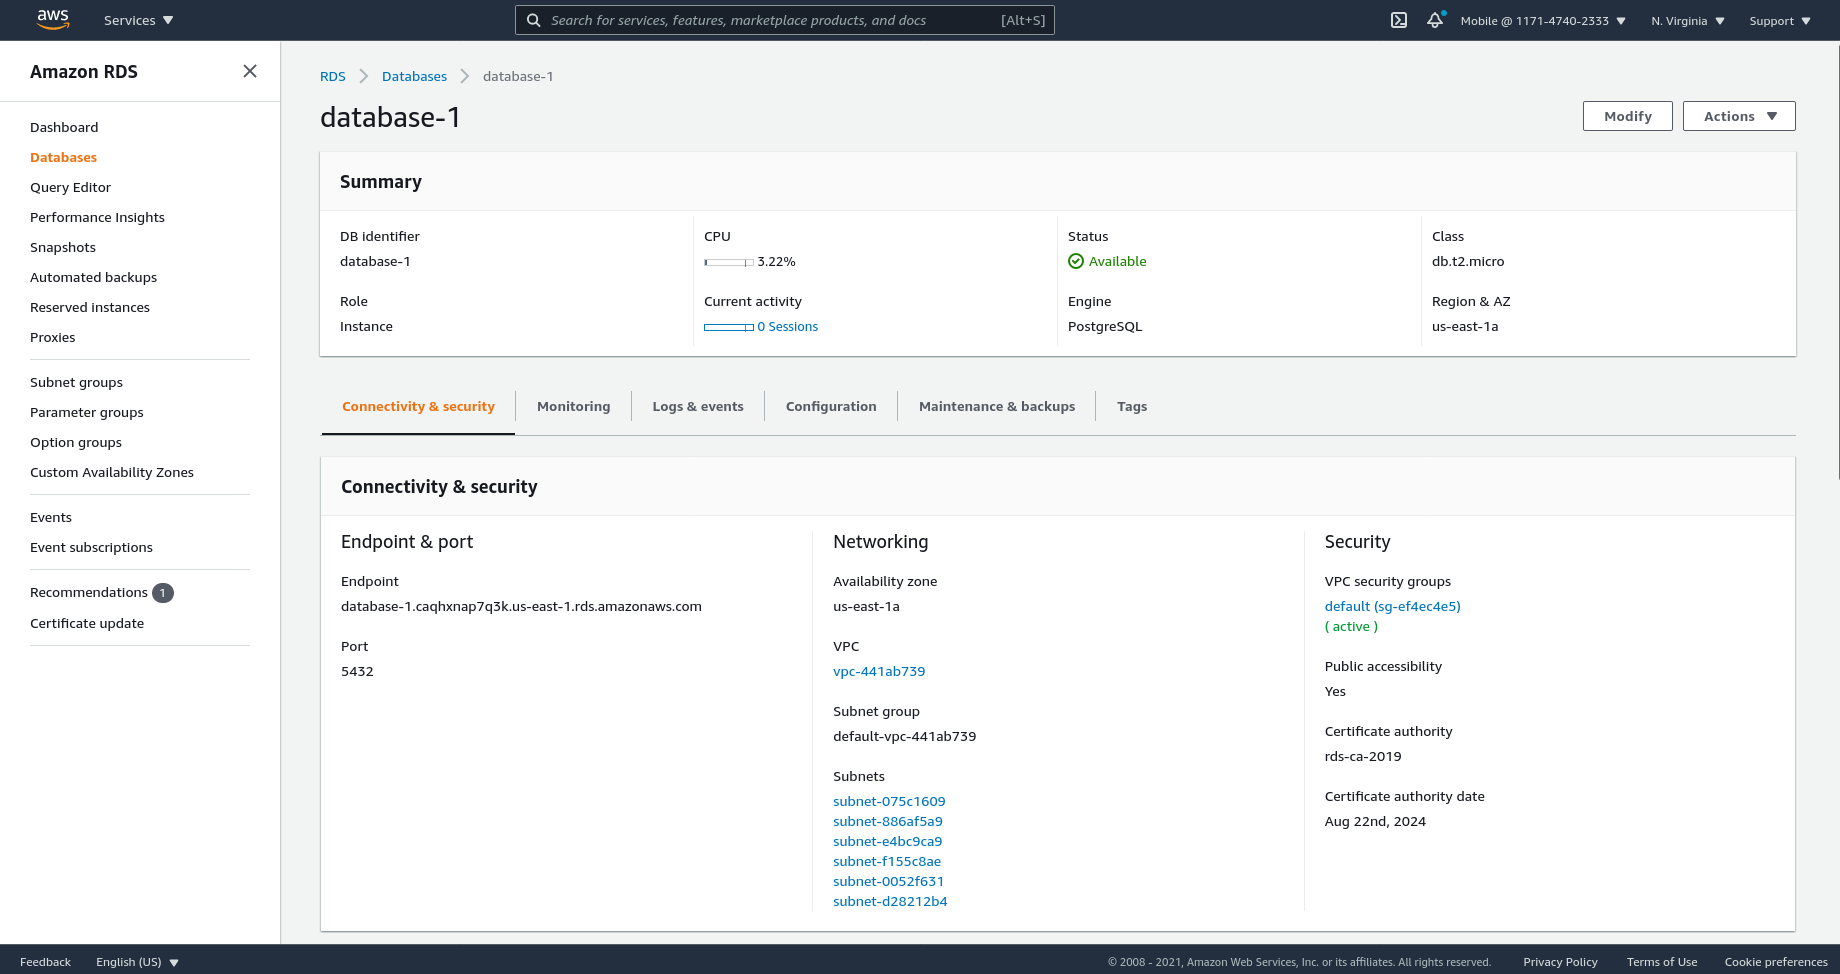 aws
Services
Search for services, features, marketplace products, and docs [Alt+S]
Mobile @ 1171-4740-2333
N. Virginia
Support
Amazon RDS
Dashboard
Databases
Query Editor
Performance Insights
Snapshots
Automated backups
Reserved instances
Proxies
Subnet groups
Parameter groups
Option groups
Custom Availability Zones
Events
Event subscriptions
Recommendations 1
Certificate update
RDS > Databases > database-1
database-1
Modify
Actions
Summary
DB identifier
database-1
Role
Instance
CPU
3.22%
Current activity
0 Sessions
Status
Available
Engine
PostgreSQL
Class
db.t2.micro
Region & AZ
us-east-1a
Connectivity & security
Monitoring
Logs & events
Configuration
Maintenance & backups
Tags
Connectivity & security
Endpoint & port
Endpoint
database-1.caqhxnap7q3k.us-east-1.rds.amazonaws.com
Port
5432
Networking
Availability zone
us-east-1a
VPC
vpc-441ab739
Subnet group
default-vpc-441ab739
Subnets
subnet-075c1609
subnet-886af5a9
subnet-e4bc9ca9
subnet-f155c8ae
subnet-0052f631
subnet-d28212b4
Security
VPC security groups
default (sg-ef4ec4e5)
( active )
Public accessibility
Yes
Certificate authority
rds-ca-2019
Certificate authority date
Aug 22nd, 2024
Feedback
English (US)
© 2008 - 2021, Amazon Web Services, Inc. or its affiliates. All rights reserved.
Privacy Policy
Terms of Use
Cookie preferences